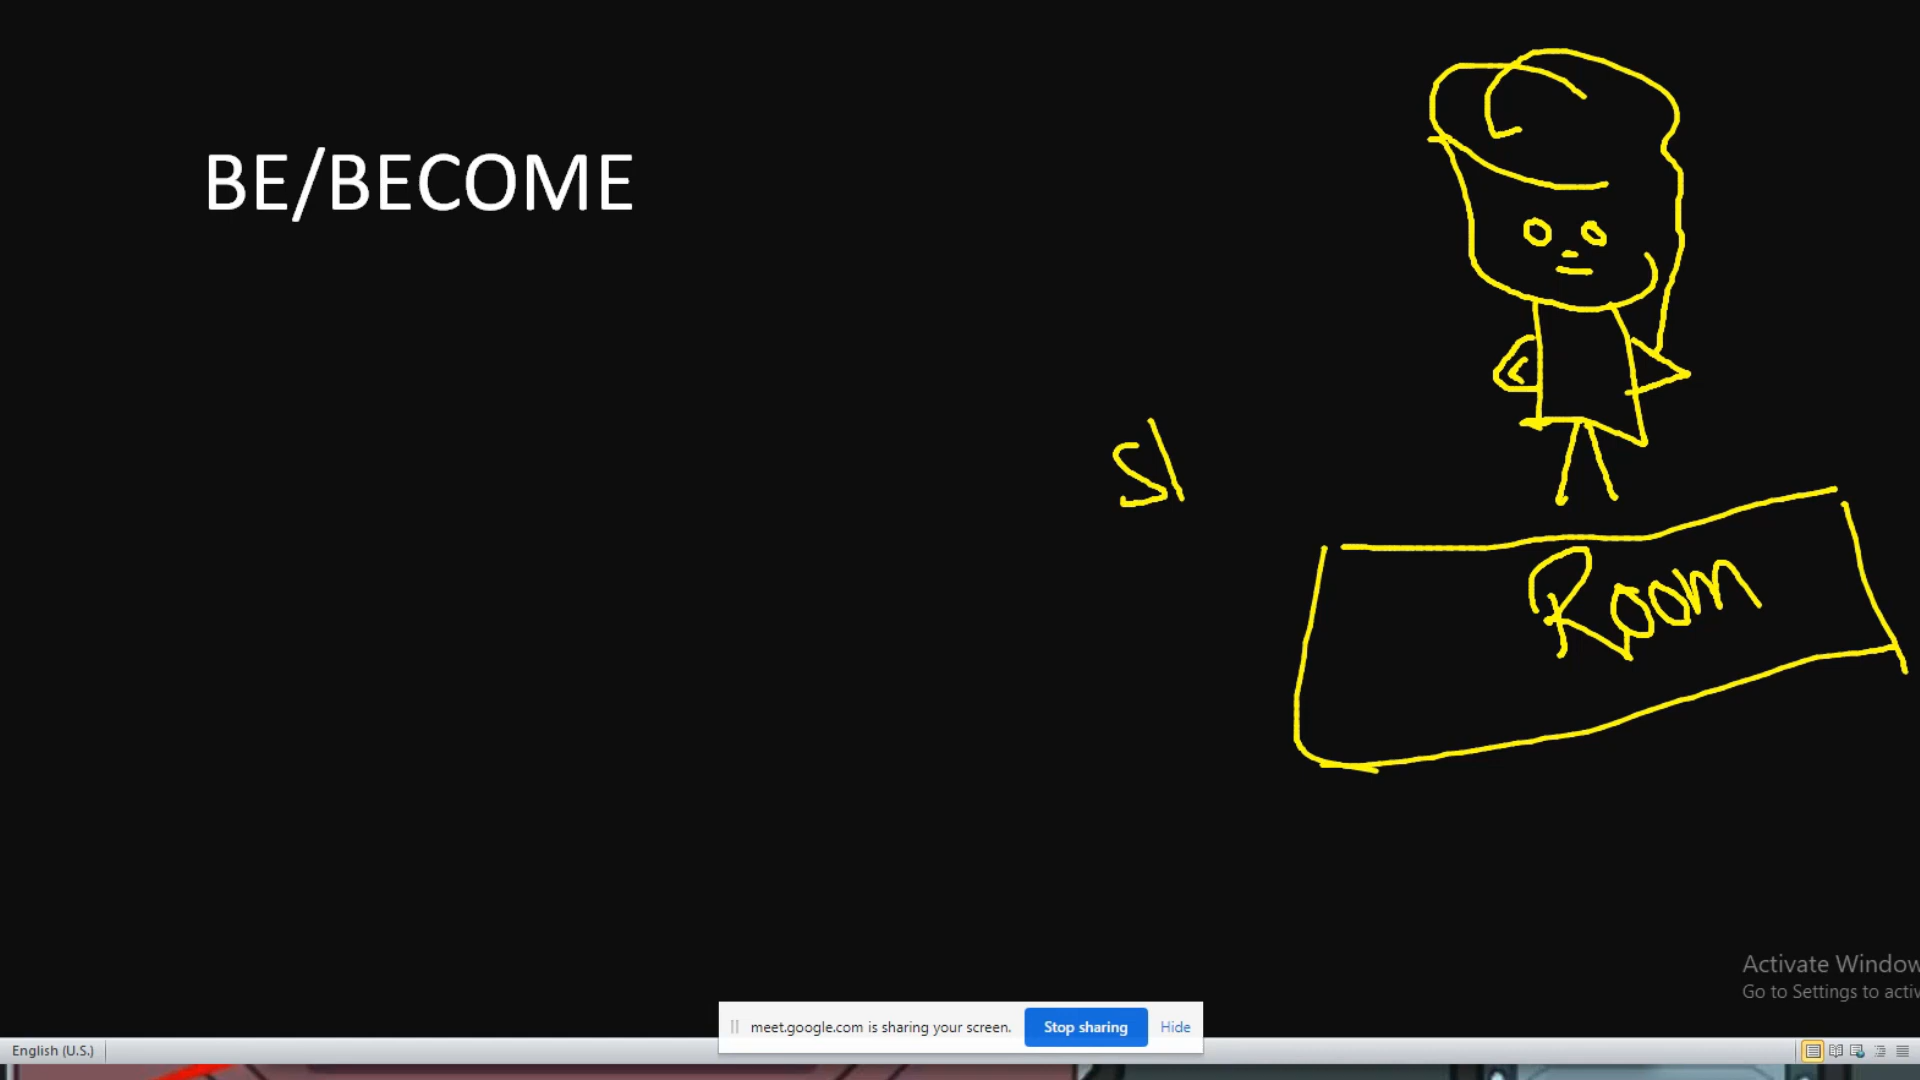 BE/BECOME
Sl
Room
Activate Window
Go to Settings to activ
meet.google.com is sharing your screen.
Stop sharing
Hide
English (U.S.)